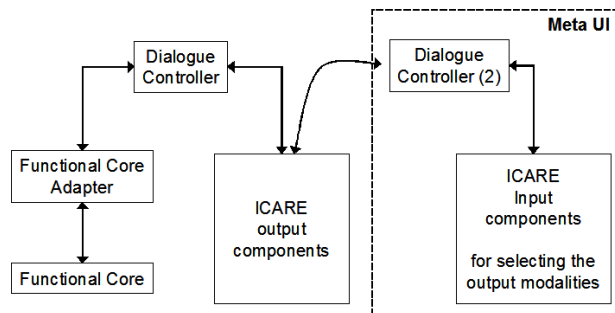 Meta UI
Dialogue
Controller
Dialogue
Controller (2)
Functional Core
Adapter
Functional Core
ICARE
output
components
ICARE
Input
components
for selecting the
output modalities